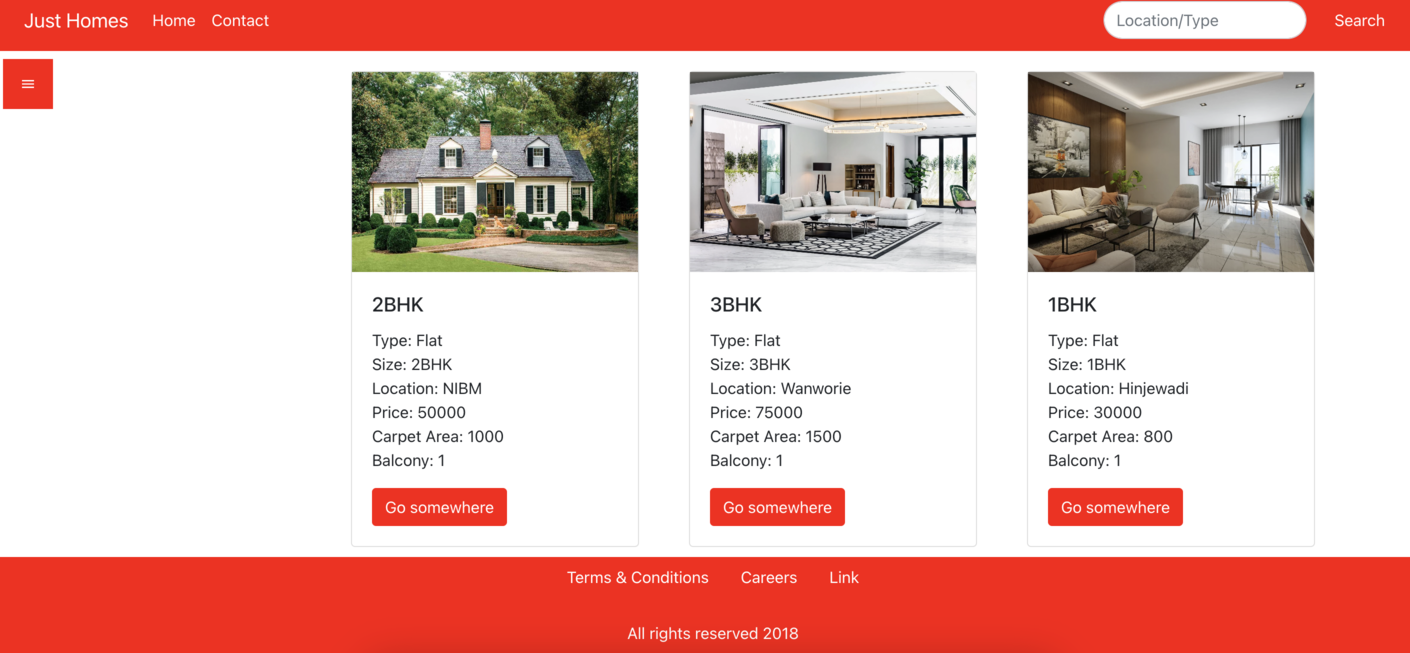 Just Homes Home Contact Location/Type Search
2BHK
Type: Flat
Size: 2BHK
Location: NIBM
Price: 50000
Carpet Area: 1000
Balcony: 1
Go somewhere
3BHK
Type: Flat
Size: 3BHK
Location: Wanworie
Price: 75000
Carpet Area: 1500
Balcony: 1
Go somewhere
1BHK
Type: Flat
Size: 1BHK
Location: Hinjewadi
Price: 30000
Carpet Area: 800
Balcony: 1
Go somewhere
Terms & Conditions Careers Link
All rights reserved 2018